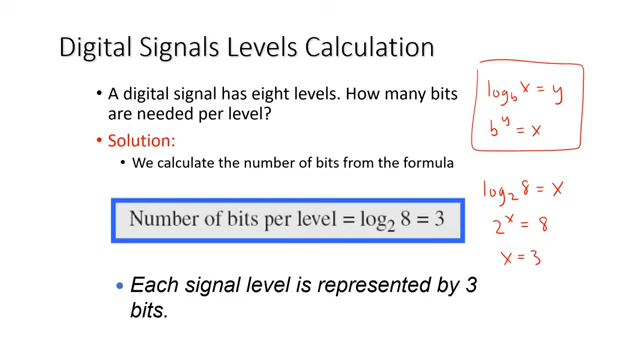 Digital Signals Levels Calculation
• A digital signal has eight levels. How many bits
are needed per level?
• Solution:
• We calculate the number of bits from the formula
Number of bits per level = log₂ 8 = 3
• Each signal level is represented by 3
bits.
log_b x = y
b^y = x
log₂ 8 = x
2^x = 8
x = 3